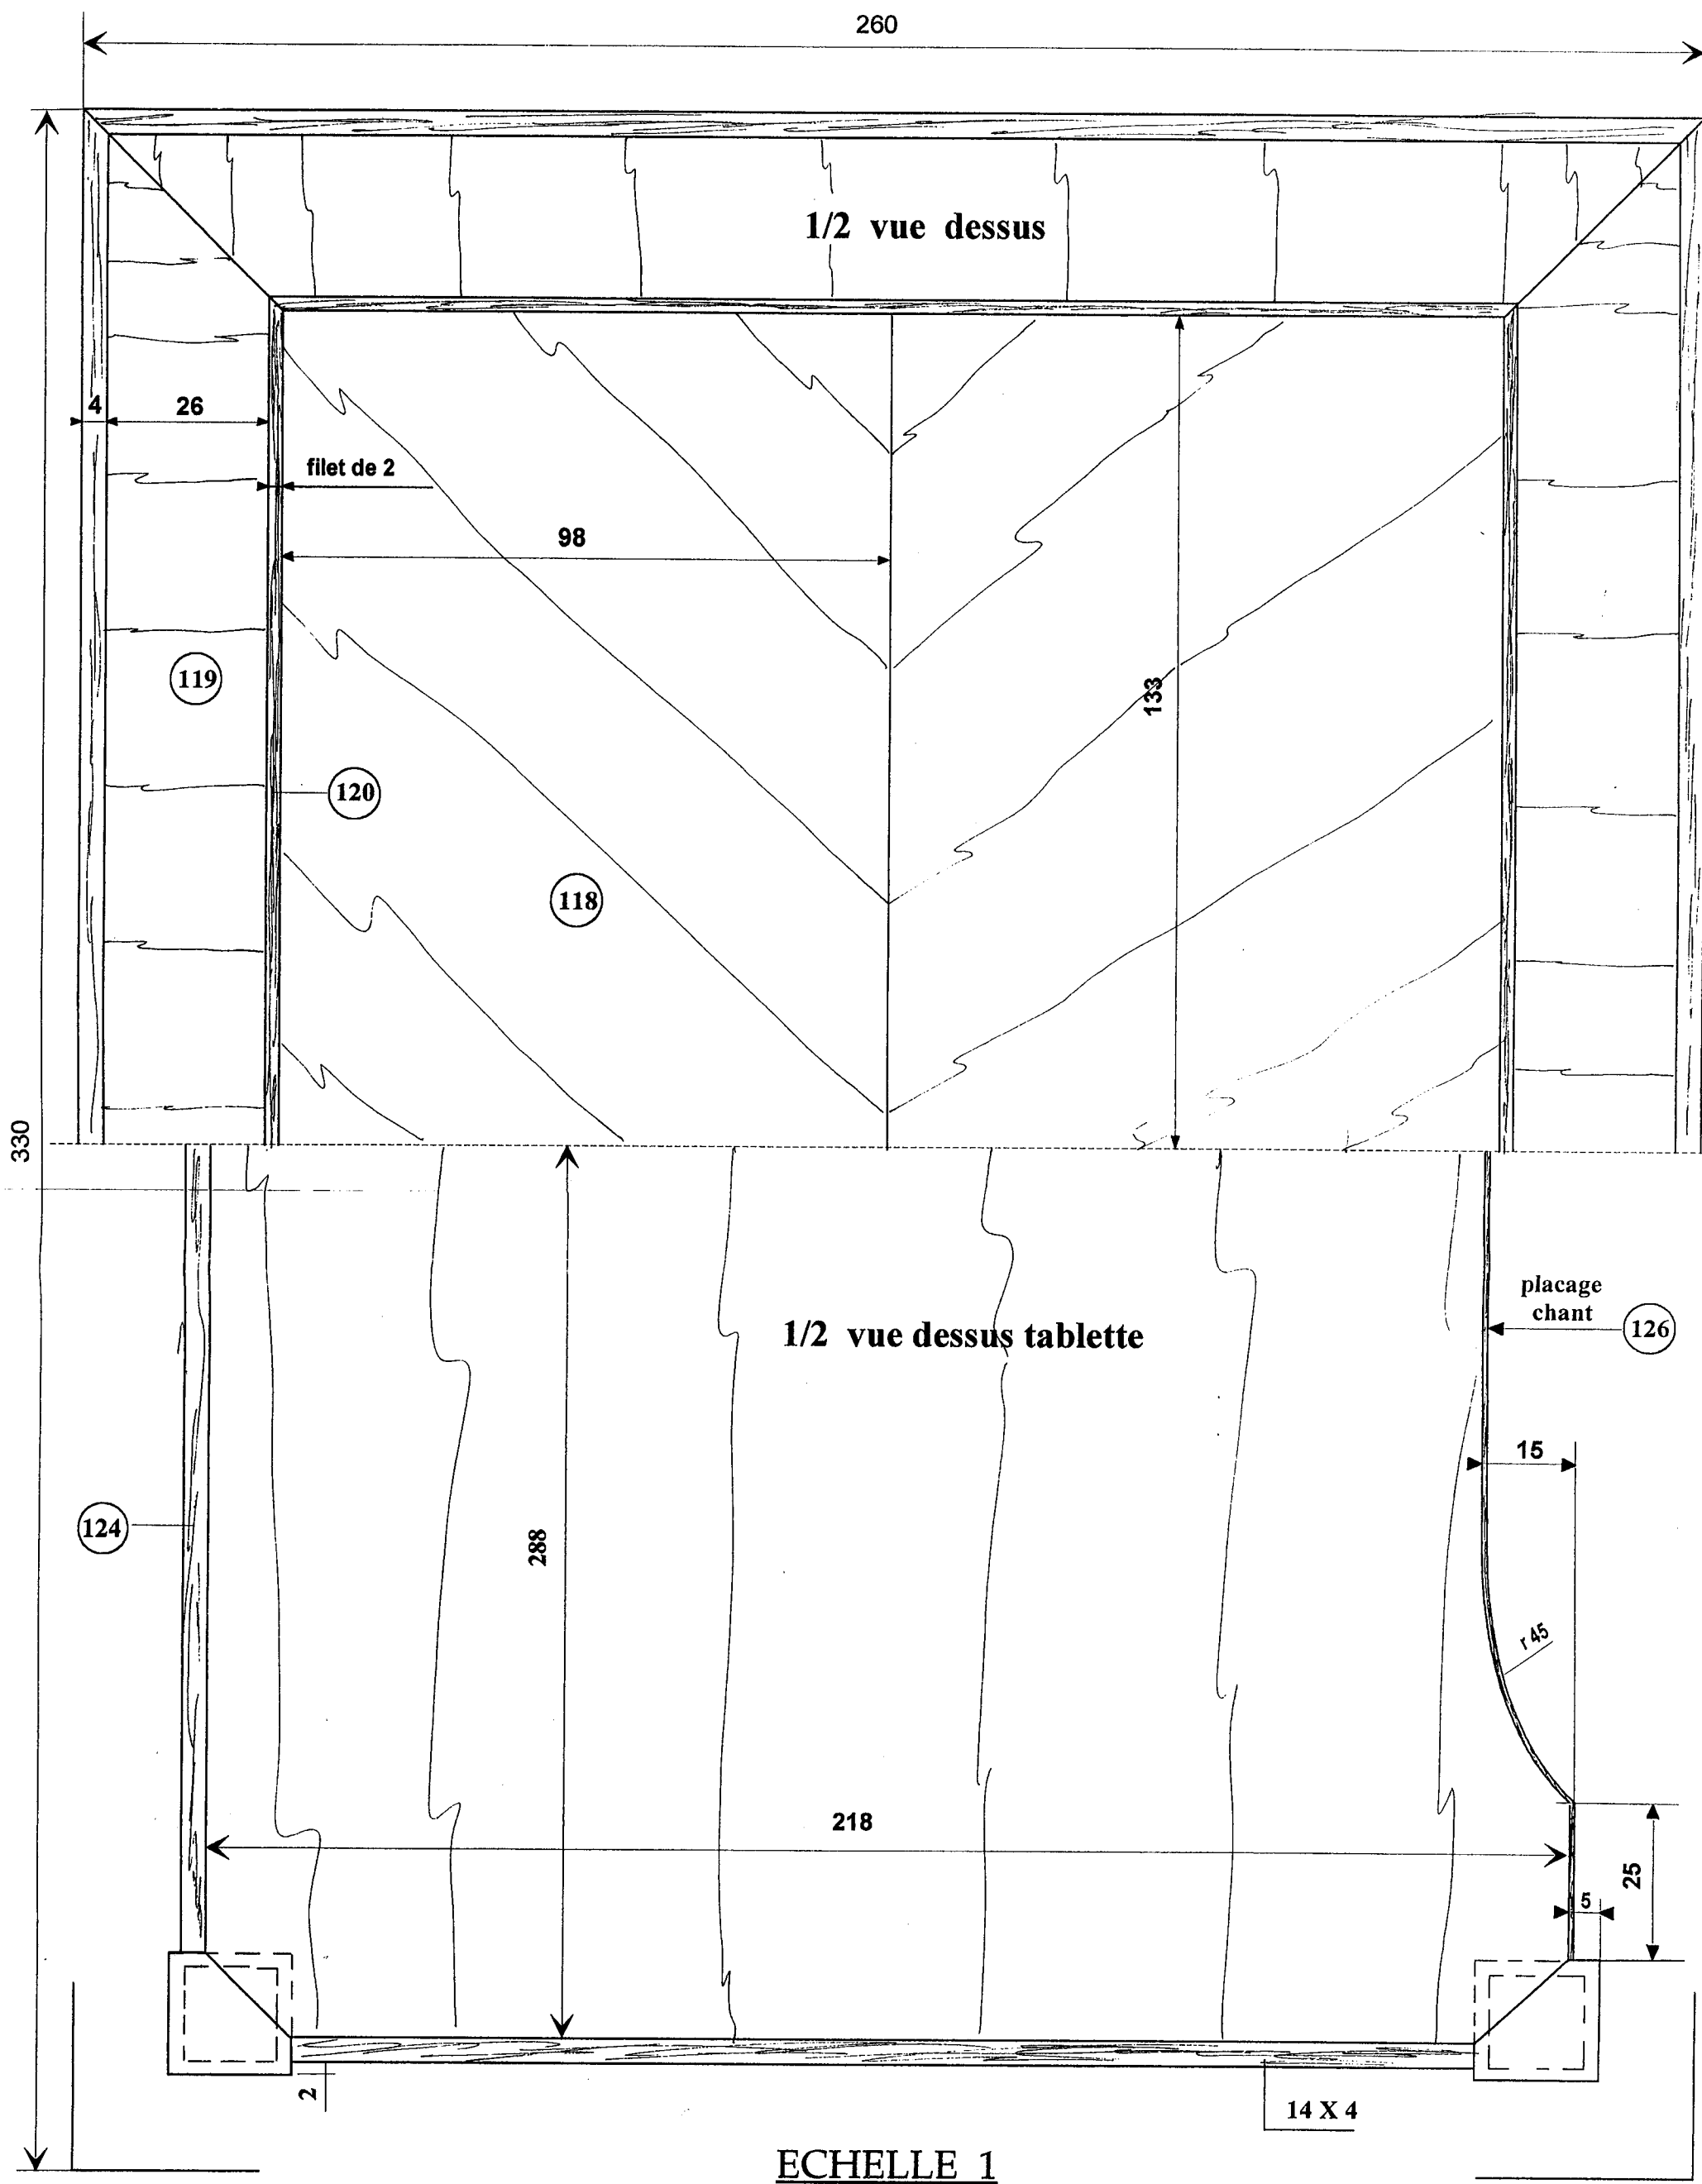 260
1/2 vue dessus
4
26
filet de 2
98
119
133
120
118
330
placage
chant
126
1/2 vue dessus tablette
15
124
288
r 45
218
25
5
2
14 X 4
ECHELLE 1